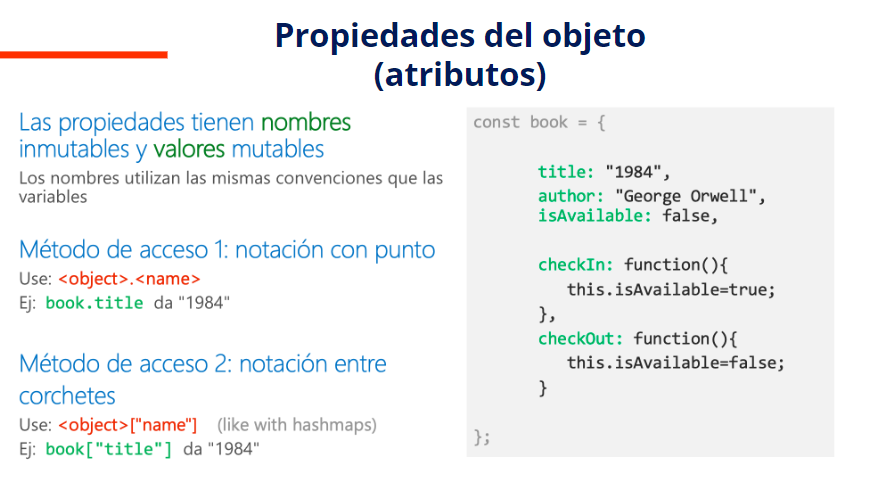 Propiedades del objeto
(atributos)
Las propiedades tienen nombres
inmutables y valores mutables
Los nombres utilizan las mismas convenciones que las
variables
Método de acceso 1: notación con punto
Use: <object>.<name>
Ej: book.title da "1984"
Método de acceso 2: notación entre
corchetes
Use: <object>["name"] (like with hashmaps)
Ej: book["title"] da "1984"
const book = {
title: "1984",
author: "George Orwell",
isAvailable: false,
checkIn: function(){
this.isAvailable=true;
},
checkOut: function(){
this.isAvailable=false;
}
};